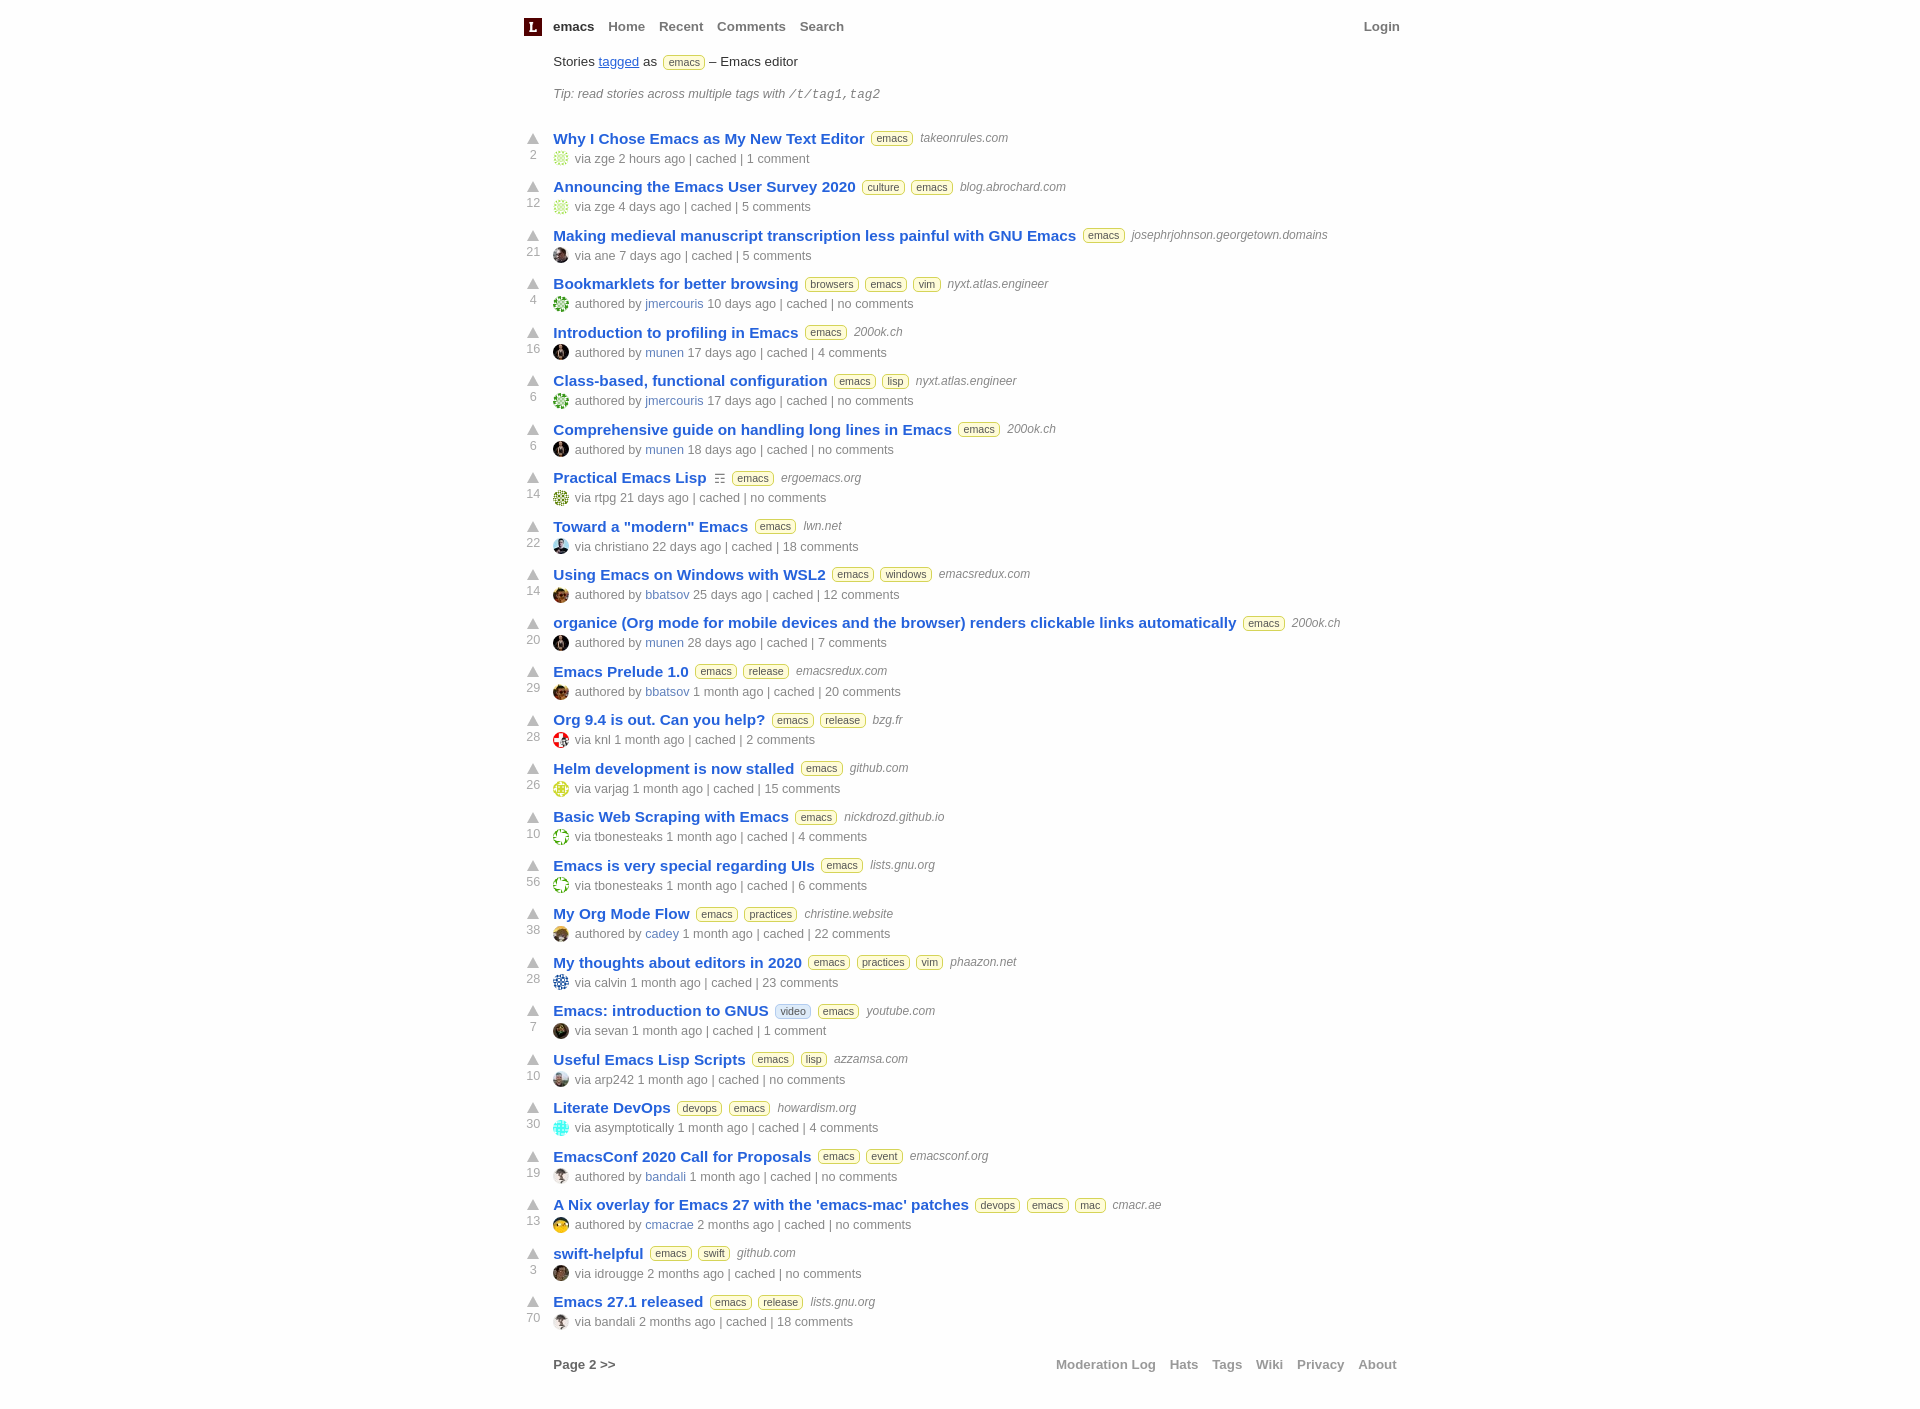 L emacs Home Recent Comments Search Login
Stories tagged as emacs – Emacs editor
Tip: read stories across multiple tags with /t/tag1,tag2
Why I Chose Emacs as My New Text Editor emacs takeonrules.com
2 via zge 2 hours ago | cached | 1 comment
Announcing the Emacs User Survey 2020 culture emacs blog.abrochard.com
12 via zge 4 days ago | cached | 5 comments
Making medieval manuscript transcription less painful with GNU Emacs emacs josephrjohnson.georgetown.domains
21 via ane 7 days ago | cached | 5 comments
Bookmarklets for better browsing browsers emacs vim nyxt.atlas.engineer
4 authored by jmercouris 10 days ago | cached | no comments
Introduction to profiling in Emacs emacs 200ok.ch
16 authored by munen 17 days ago | cached | 4 comments
Class-based, functional configuration emacs lisp nyxt.atlas.engineer
6 authored by jmercouris 17 days ago | cached | no comments
Comprehensive guide on handling long lines in Emacs emacs 200ok.ch
6 authored by munen 18 days ago | cached | no comments
Practical Emacs Lisp ☶ emacs ergoemacs.org
14 via rtpg 21 days ago | cached | no comments
Toward a "modern" Emacs emacs lwn.net
22 via christiano 22 days ago | cached | 18 comments
Using Emacs on Windows with WSL2 emacs windows emacsredux.com
14 authored by bbatsov 25 days ago | cached | 12 comments
organice (Org mode for mobile devices and the browser) renders clickable links automatically emacs 200ok.ch
20 authored by munen 28 days ago | cached | 7 comments
Emacs Prelude 1.0 emacs release emacsredux.com
29 authored by bbatsov 1 month ago | cached | 20 comments
Org 9.4 is out. Can you help? emacs release bzg.fr
28 via knl 1 month ago | cached | 2 comments
Helm development is now stalled emacs github.com
26 via varjag 1 month ago | cached | 15 comments
Basic Web Scraping with Emacs emacs nickdrozd.github.io
10 via tbonesteaks 1 month ago | cached | 4 comments
Emacs is very special regarding UIs emacs lists.gnu.org
56 via tbonesteaks 1 month ago | cached | 6 comments
My Org Mode Flow emacs practices christine.website
38 authored by cadey 1 month ago | cached | 22 comments
My thoughts about editors in 2020 emacs practices vim phaazon.net
28 via calvin 1 month ago | cached | 23 comments
Emacs: introduction to GNUS video emacs youtube.com
7 via sevan 1 month ago | cached | 1 comment
Useful Emacs Lisp Scripts emacs lisp azzamsa.com
10 via arp242 1 month ago | cached | no comments
Literate DevOps devops emacs howardism.org
30 via asymptotically 1 month ago | cached | 4 comments
EmacsConf 2020 Call for Proposals emacs event emacsconf.org
19 authored by bandali 1 month ago | cached | no comments
A Nix overlay for Emacs 27 with the 'emacs-mac' patches devops emacs mac cmacr.ae
13 authored by cmacrae 2 months ago | cached | no comments
swift-helpful emacs swift github.com
3 via idrougge 2 months ago | cached | no comments
Emacs 27.1 released emacs release lists.gnu.org
70 via bandali 2 months ago | cached | 18 comments
Page 2 >> Moderation Log Hats Tags Wiki Privacy About